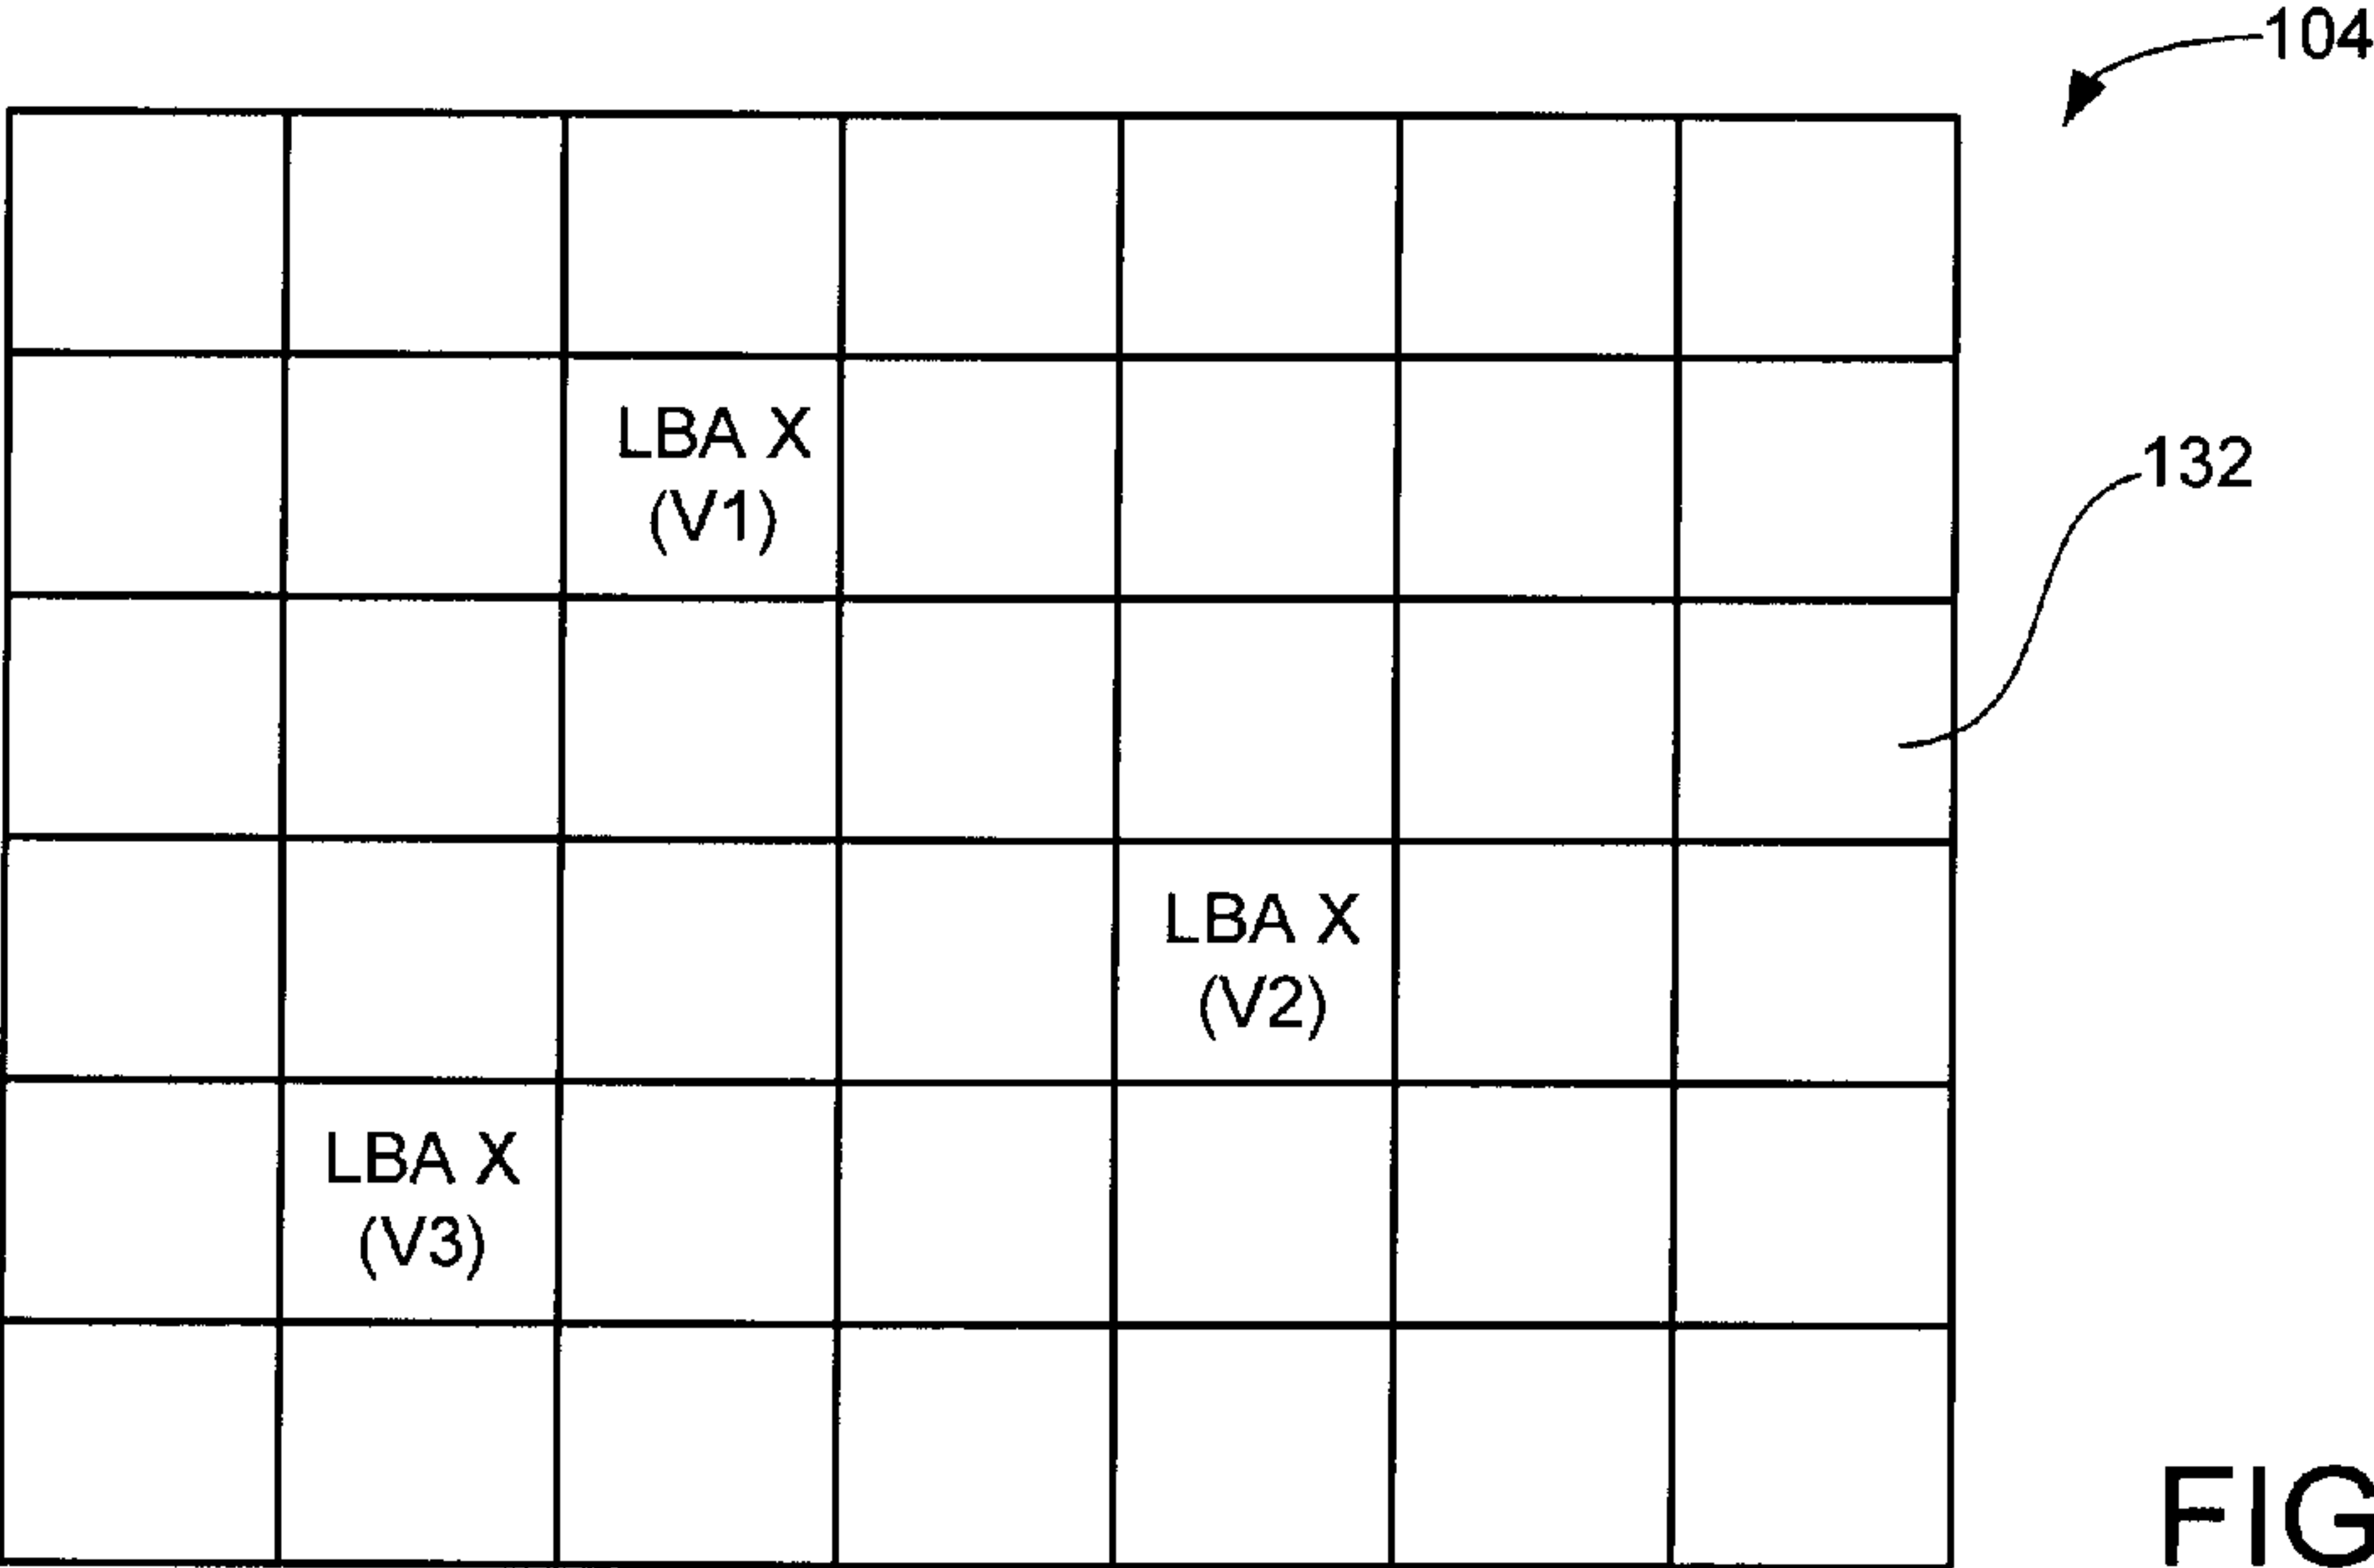 104
LBA X
(V1)
132
LBA X
(V2)
LBA X
(V3)
FIG